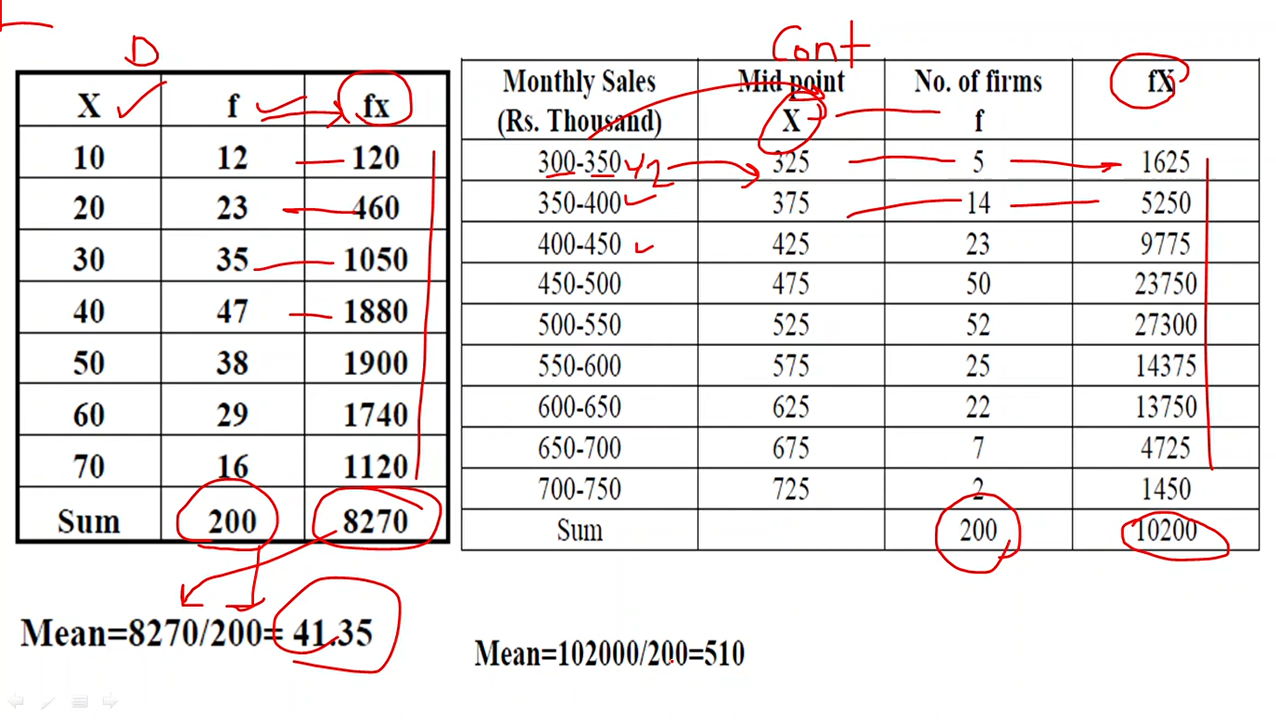 D
X f fx
10 12 120
20 23 460
30 35 1050
40 47 1880
50 38 1900
60 29 1740
70 16 1120
Sum 200 8270
Mean=8270/200= 41.35
Cont
Monthly Sales Mid point No. of firms fX
(Rs. Thousand) X f
300-350 /2 325 5 1625
350-400 375 14 5250
400-450 425 23 9775
450-500 475 50 23750
500-550 525 52 27300
550-600 575 25 14375
600-650 625 22 13750
650-700 675 7 4725
700-750 725 2 1450
Sum 200 10200
Mean=102000/200=510